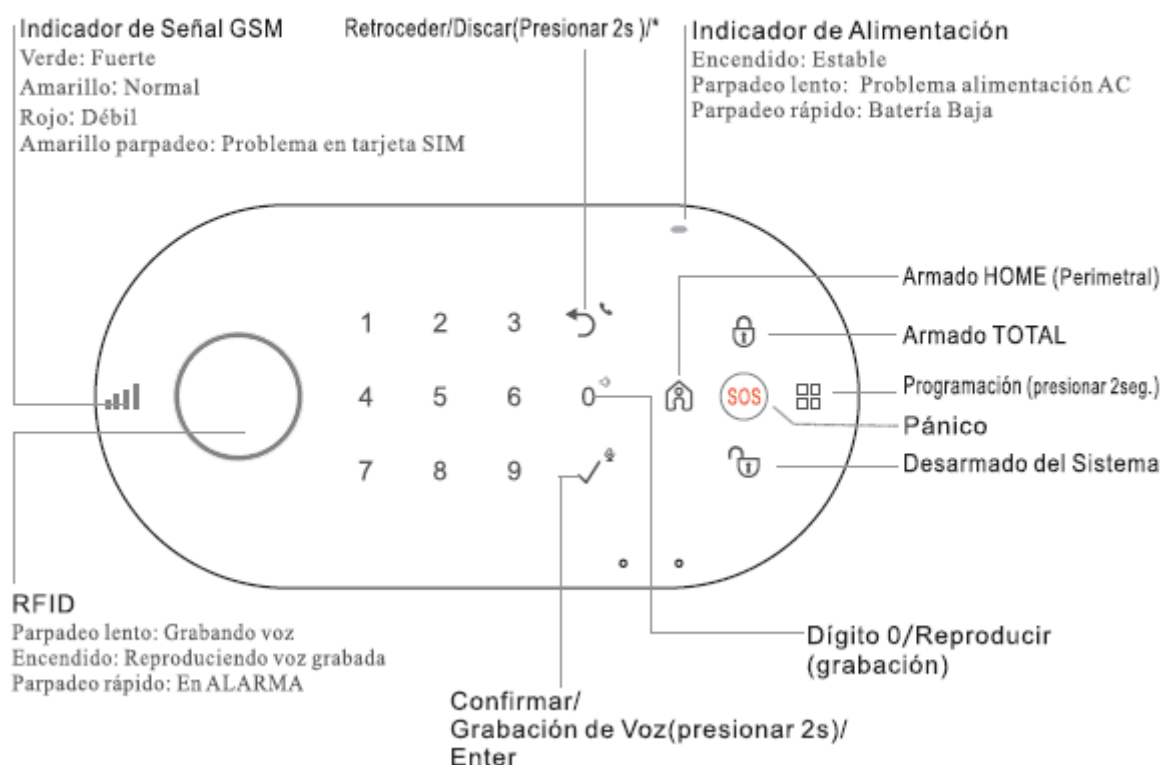 Indicador de Señal GSM
Verde: Fuerte
Amarillo: Normal
Rojo: Débil
Amarillo parpadeo: Problema en tarjeta SIM
Retroceder/Discar(Presionar 2s )/*
Indicador de Alimentación
Encendido: Estable
Parpadeo lento: Problema alimentación AC
Parpadeo rápido: Batería Baja
1 2 3
4 5 6 0
7 8 9
SOS
Armado HOME (Perimetral)
Armado TOTAL
Programación (presionar 2seg.)
Pánico
Desarmado del Sistema
RFID
Parpadeo lento: Grabando voz
Encendido: Reproduciendo voz grabada
Parpadeo rápido: En ALARMA
Confirmar/
Grabación de Voz(presionar 2s)/
Enter
Dígito 0/Reproducir
(grabación)